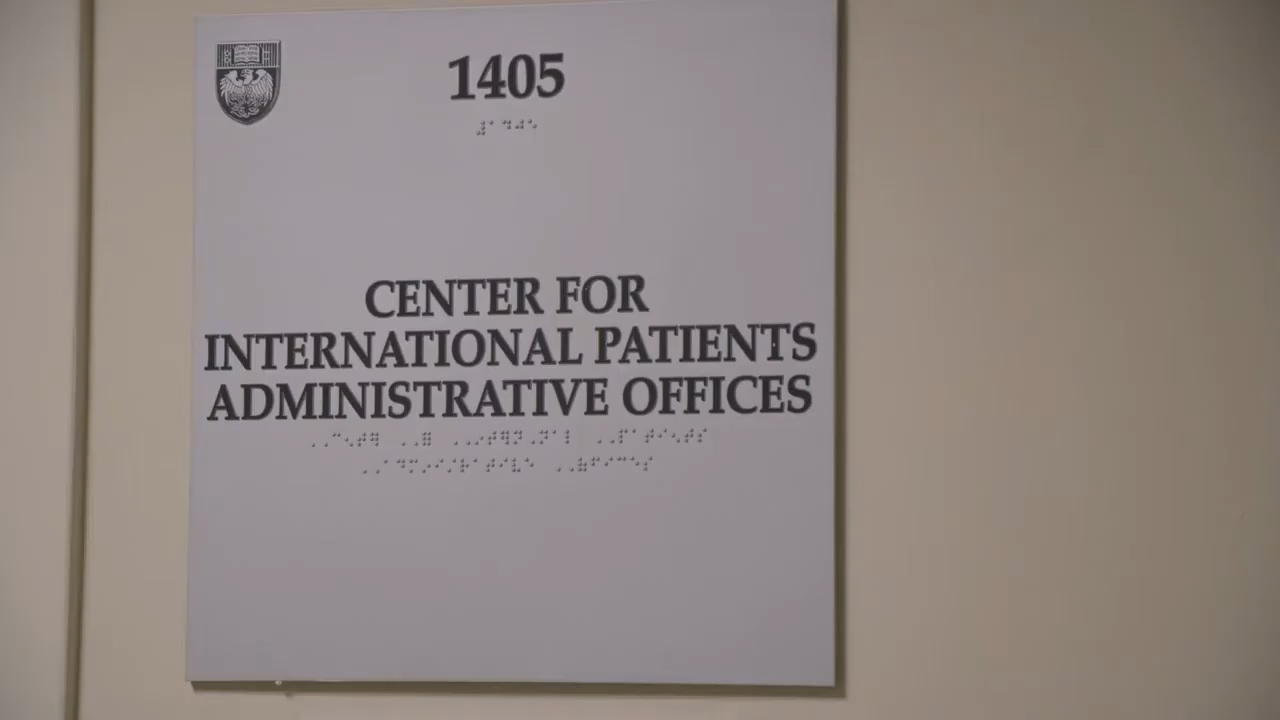 1405
CENTER FOR
INTERNATIONAL PATIENTS
ADMINISTRATIVE OFFICES